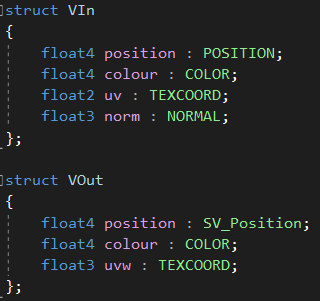 struct VIn
{
float4 position : POSITION;
float4 colour : COLOR;
float2 uv : TEXCOORD;
float3 norm : NORMAL;
};
struct VOut
{
float4 position : SV_Position;
float4 colour : COLOR;
float3 uvw : TEXCOORD;
};